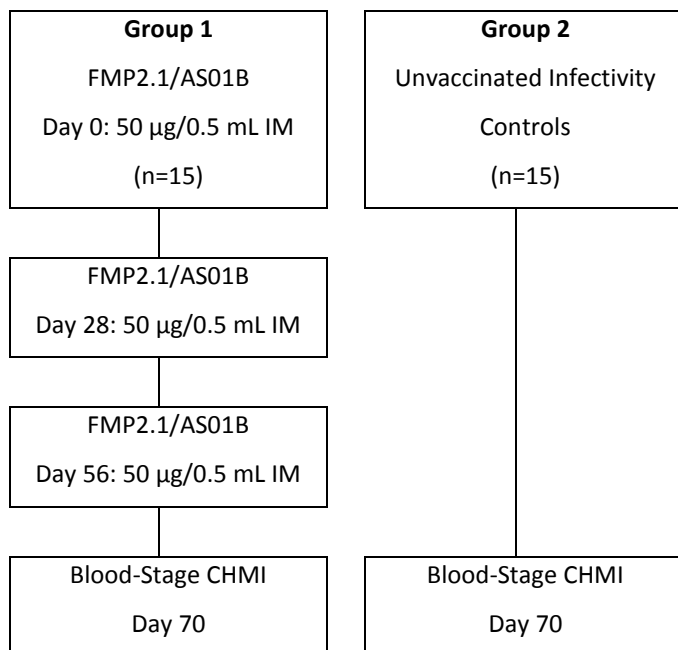 Group 1
FMP2.1/AS01B
Day 0: 50 µg/0.5 mL IM
(n=15)
Group 2
Unvaccinated Infectivity
Controls
(n=15)
FMP2.1/AS01B
Day 28: 50 µg/0.5 mL IM
FMP2.1/AS01B
Day 56: 50 µg/0.5 mL IM
Blood-Stage CHMI
Day 70
Blood-Stage CHMI
Day 70